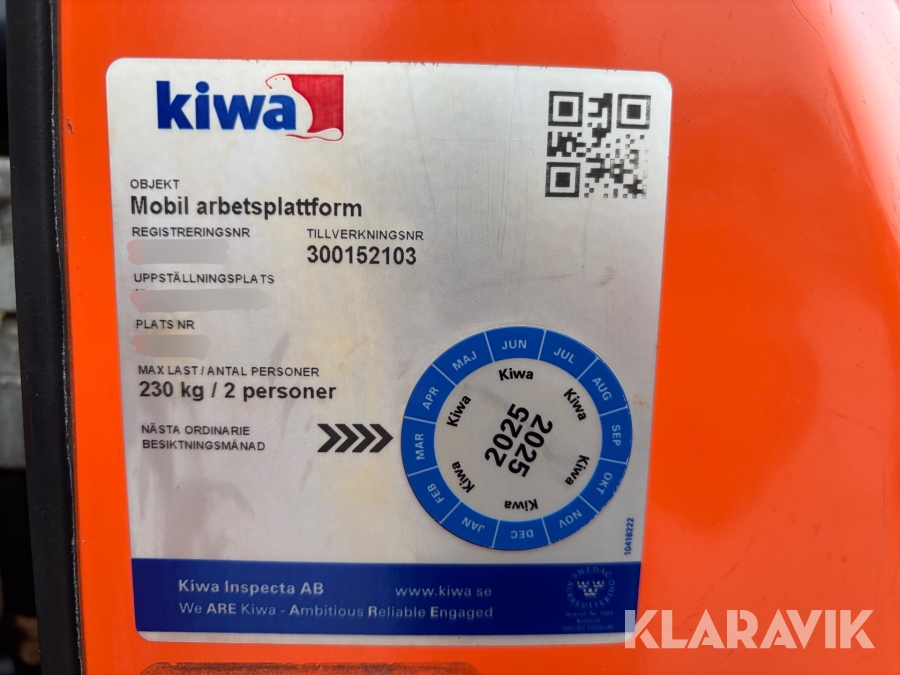 kiwa
OBJEKT
Mobil arbetsplattform
REGISTRERINGSNR
TILLVERKNINGSNR
300152103
UPPSTÄLLNINGSPLATS
PLATS NR
MAX LAST / ANTAL PERSONER
230 kg / 2 personer
NÄSTA ORDINARIE
BESIKTNINGSMÅNAD
JAN FEB MAR APR MAJ JUN JUL AUG SEP OKT NOV DEC
Kiwa Kiwa Kiwa Kiwa Kiwa Kiwa
2025
2025
10418222
Kiwa Inspecta AB
www.kiwa.se
We ARE Kiwa - Ambitious Reliable Engaged
SWEDAC
ACKREDITERING
KLARAVIK